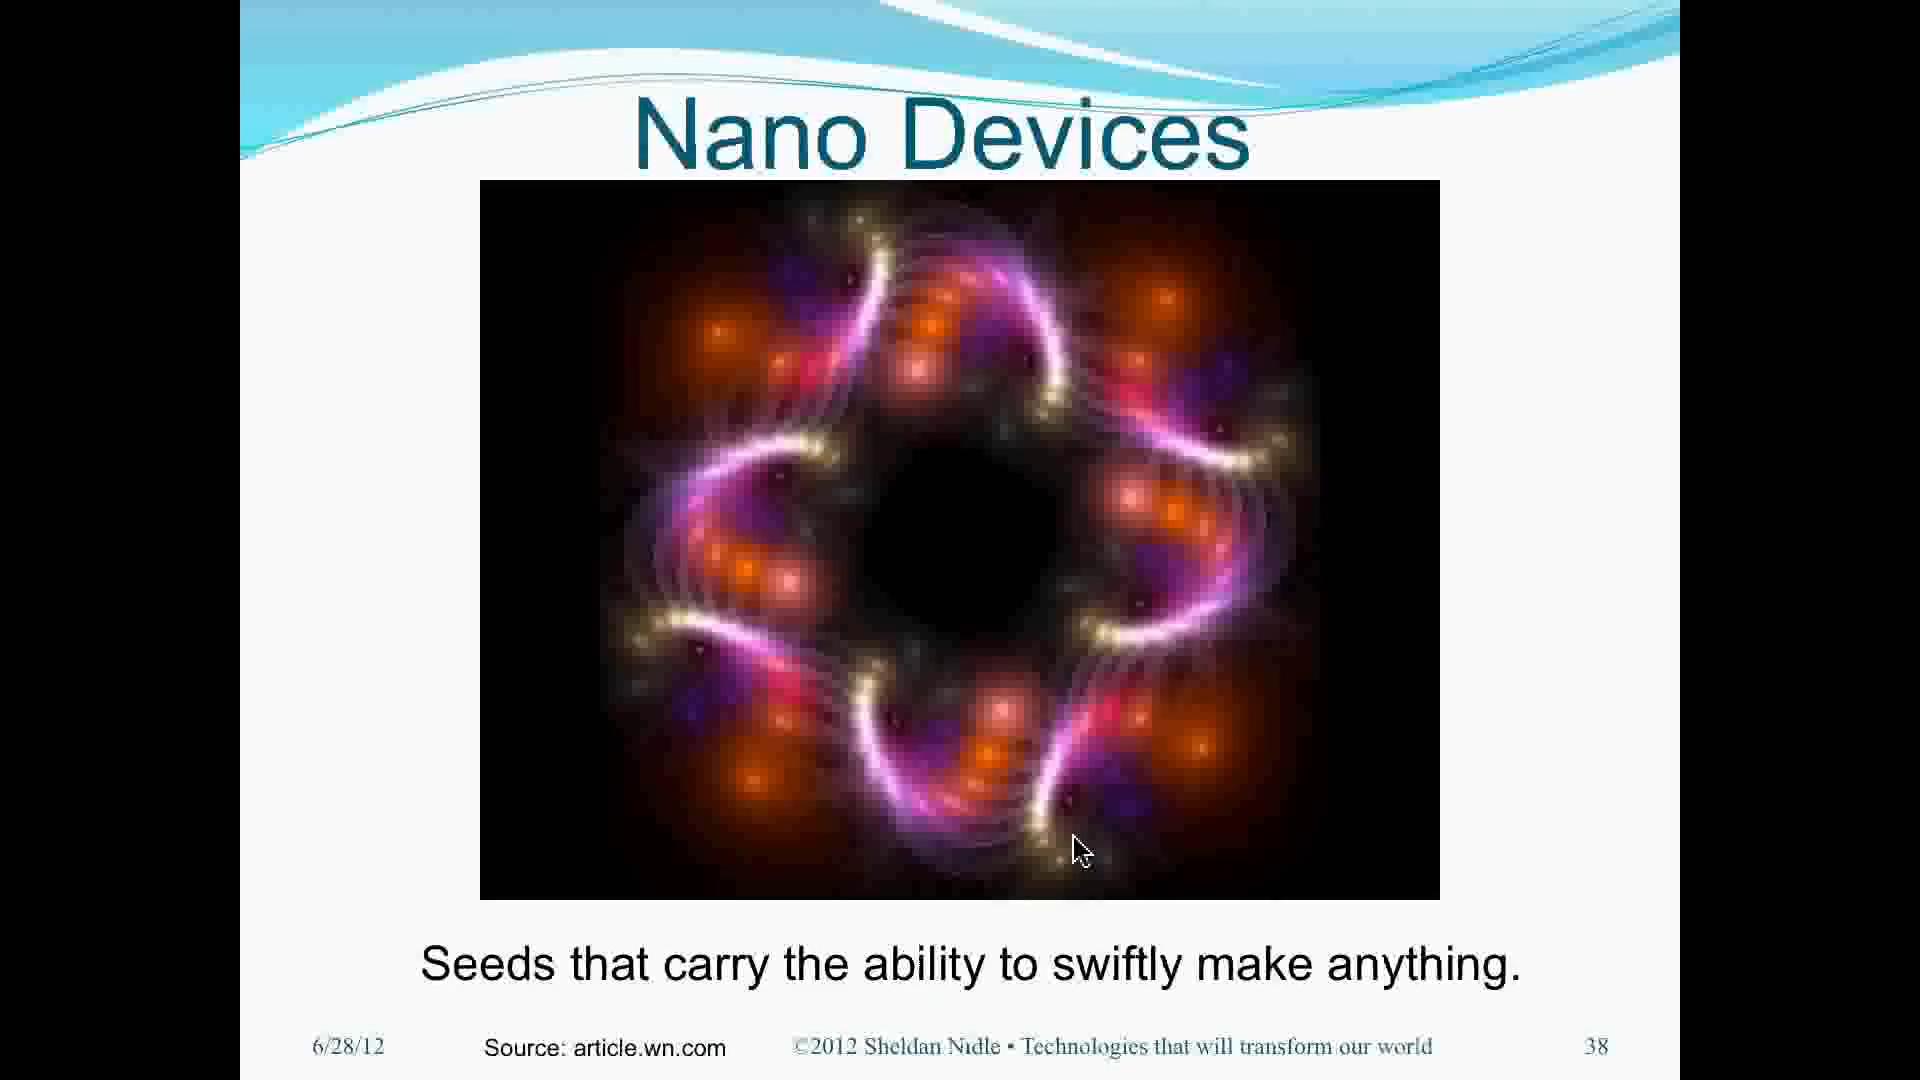 Nano Devices
Seeds that carry the ability to swiftly make anything.
6/28/12 Source: article.wn.com ©2012 Sheldan Nidle • Technologies that will transform our world 38